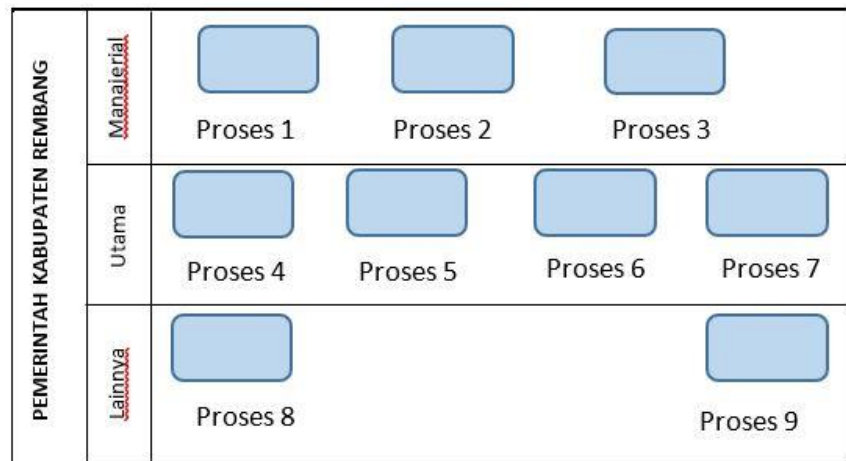 PEMERINTAH KABUPATEN REMBANG
Manajerial
Proses 1
Proses 2
Proses 3
Utama
Proses 4
Proses 5
Proses 6
Proses 7
Lainnya
Proses 8
Proses 9